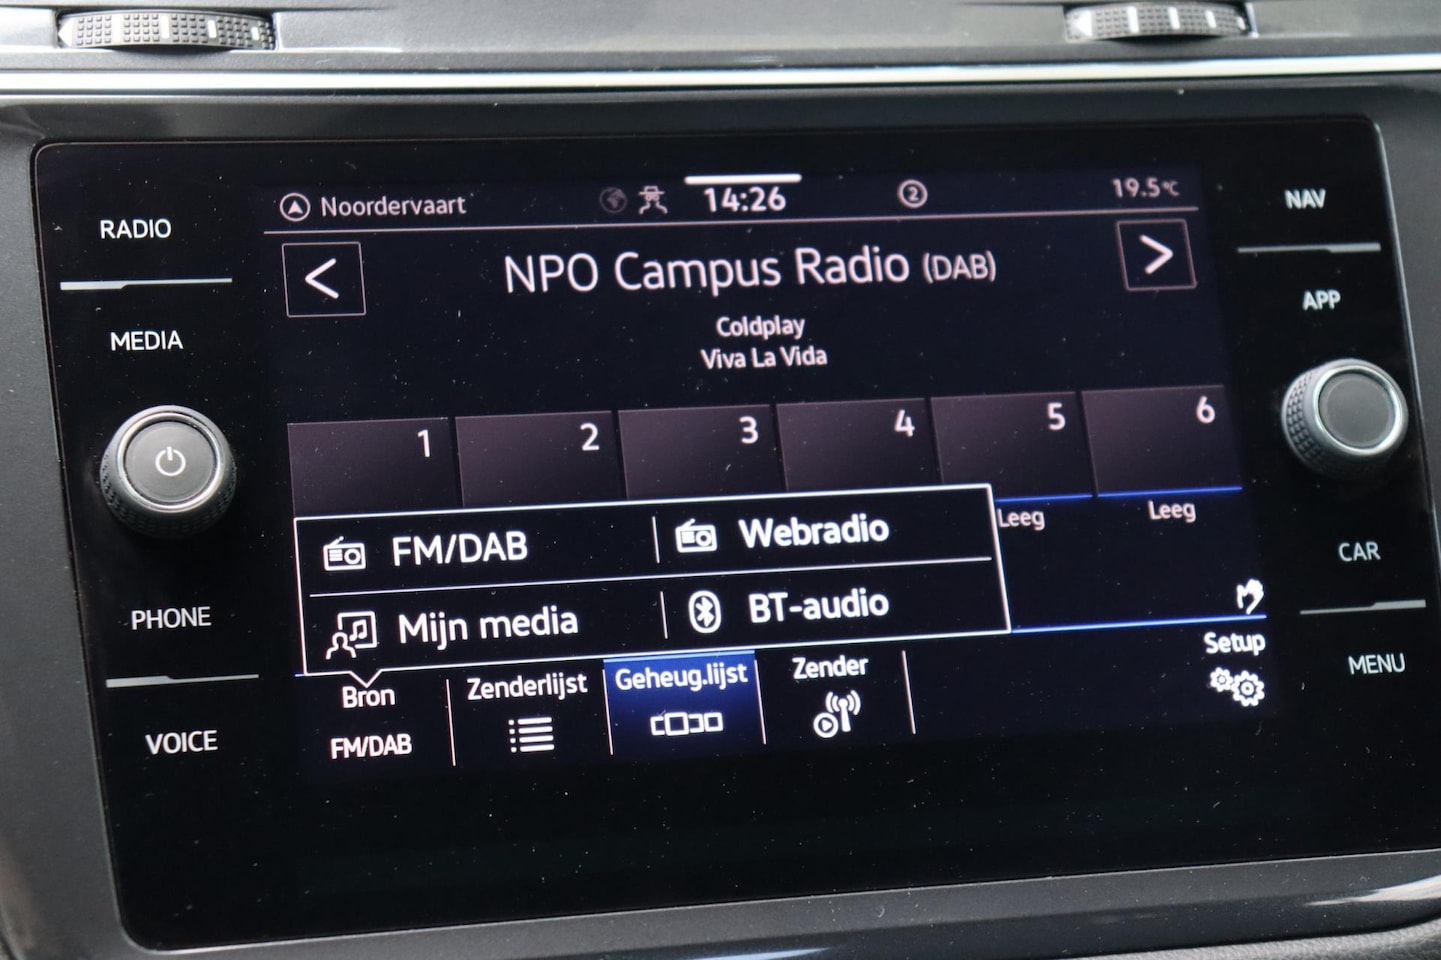 Noordervaart 14:26 2 19.5°C
RADIO
NAV
< NPO Campus Radio (DAB) >
MEDIA
APP
Coldplay
Viva La Vida
1 2 3 4 5 6
Leeg Leeg
FM/DAB Webradio
Mijn media BT-audio
PHONE
CAR
VOICE
MENU
Bron Zenderlijst Geheug.lijst Zender Setup
FM/DAB